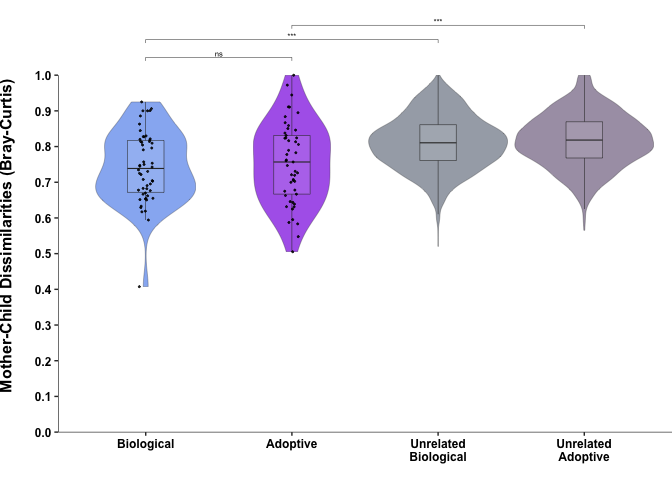 ***
***
ns
Mother-Child Dissimilarities (Bray-Curtis)
1.0
0.9
0.8
0.7
0.6
0.5
0.4
0.3
0.2
0.1
0.0
Biological
Adoptive
Unrelated
Biological
Unrelated
Adoptive